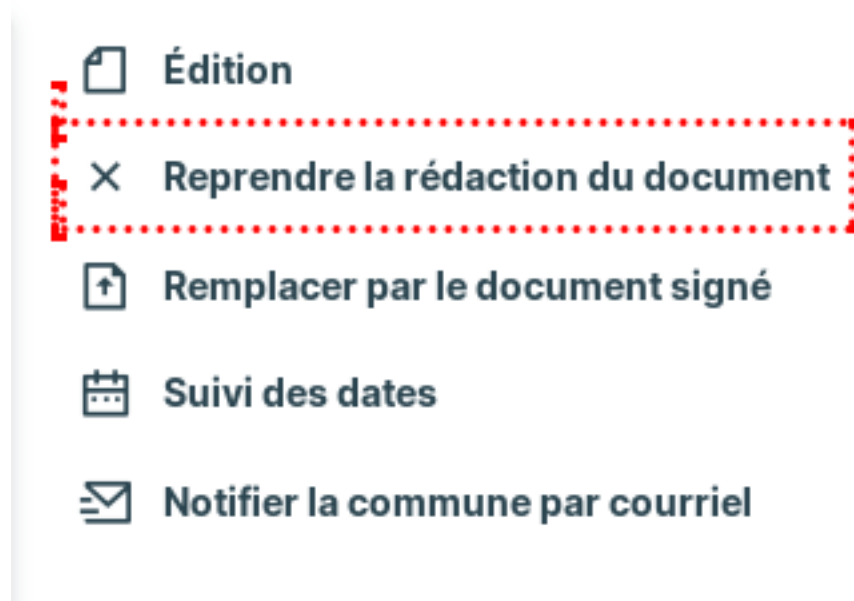 Édition
Reprendre la rédaction du document
Remplacer par le document signé
Suivi des dates
Notifier la commune par courriel